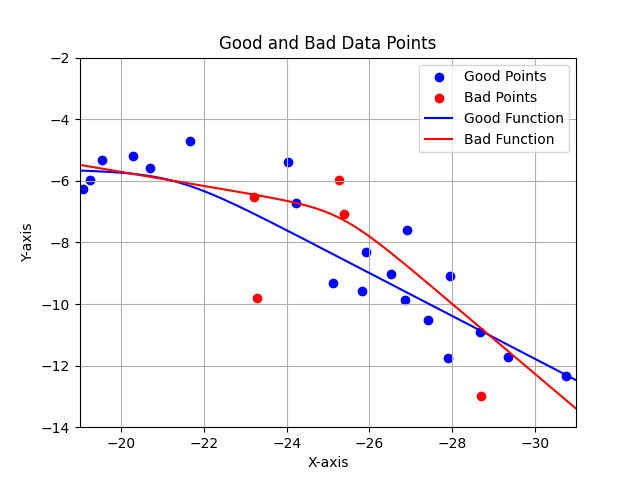 Good and Bad Data Points
Good Points
Bad Points
Good Function
Bad Function
Y-axis
−2
−4
−6
−8
−10
−12
−14
−20 −22 −24 −26 −28 −30
X-axis